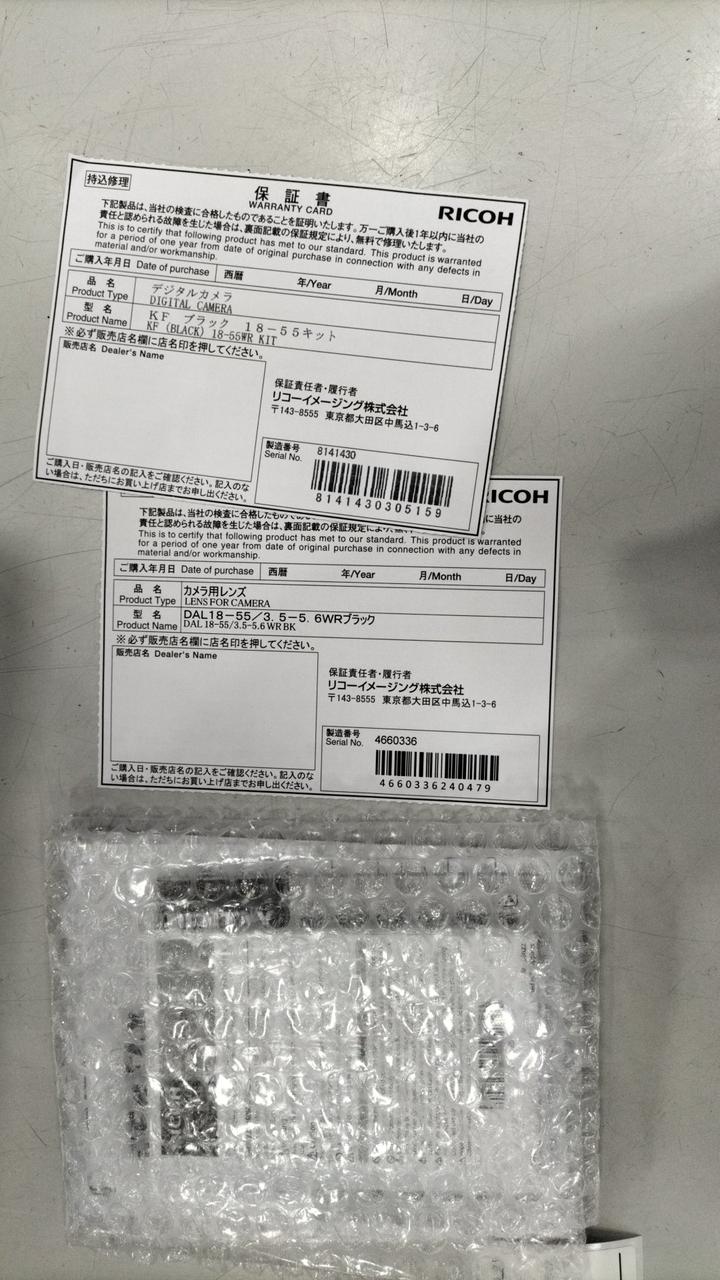 持込修理
保証書
WARRANTY CARD
RICOH
下記製品は、当社の検査に合格したものであることを証明いたします。万一ご購入後1年以内に当社の
責任と認められる故障を生じた場合は、裏面記載の保証規定により、無料で修理いたします。
This is to certify that following product has met to our standard. This product is warranted
for a period of one year from date of original purchase in connection with any defects in
material and/or workmanship.
ご購入年月日 Date of purchase 西暦 年/Year 月/Month 日/Day
品名 デジタルカメラ
Product Type DIGITAL CAMERA
型名 KF ブラック 18-55キット
Product Name KF (BLACK) 18-55WR KIT
※必ず販売店名欄に店名印を押してください。
販売店名 Dealer's Name
保証責任者・履行者
リコーイメージング株式会社
〒143-8555 東京都大田区中馬込1-3-6
製造番号 8141430
Serial No.
8141430305159
ご購入日・販売店名の記入をご確認ください。記入のな
い場合は、ただちにお買い上げ店までお申し出ください。
RICOH
下記製品は、当社の検査に合格したもので に当社の
責任と認められる故障を生じた場合は、裏面記載の保証規定により、
This is to certify that following product has met to our standard. This product is warranted
for a period of one year from date of original purchase in connection with any defects in
material and/or workmanship.
ご購入年月日 Date of purchase 西暦 年/Year 月/Month 日/Day
品名 カメラ用レンズ
Product Type LENS FOR CAMERA
型名 DAL18-55/3.5-5.6WRブラック
Product Name DAL 18-55/3.5-5.6 WR BK
※必ず販売店名欄に店名印を押してください。
販売店名 Dealer's Name
保証責任者・履行者
リコーイメージング株式会社
〒143-8555 東京都大田区中馬込1-3-6
製造番号 4660336
Serial No.
4660336240479
ご購入日・販売店名の記入をご確認ください。記入のな
い場合は、ただちにお買い上げ店までお申し出ください。